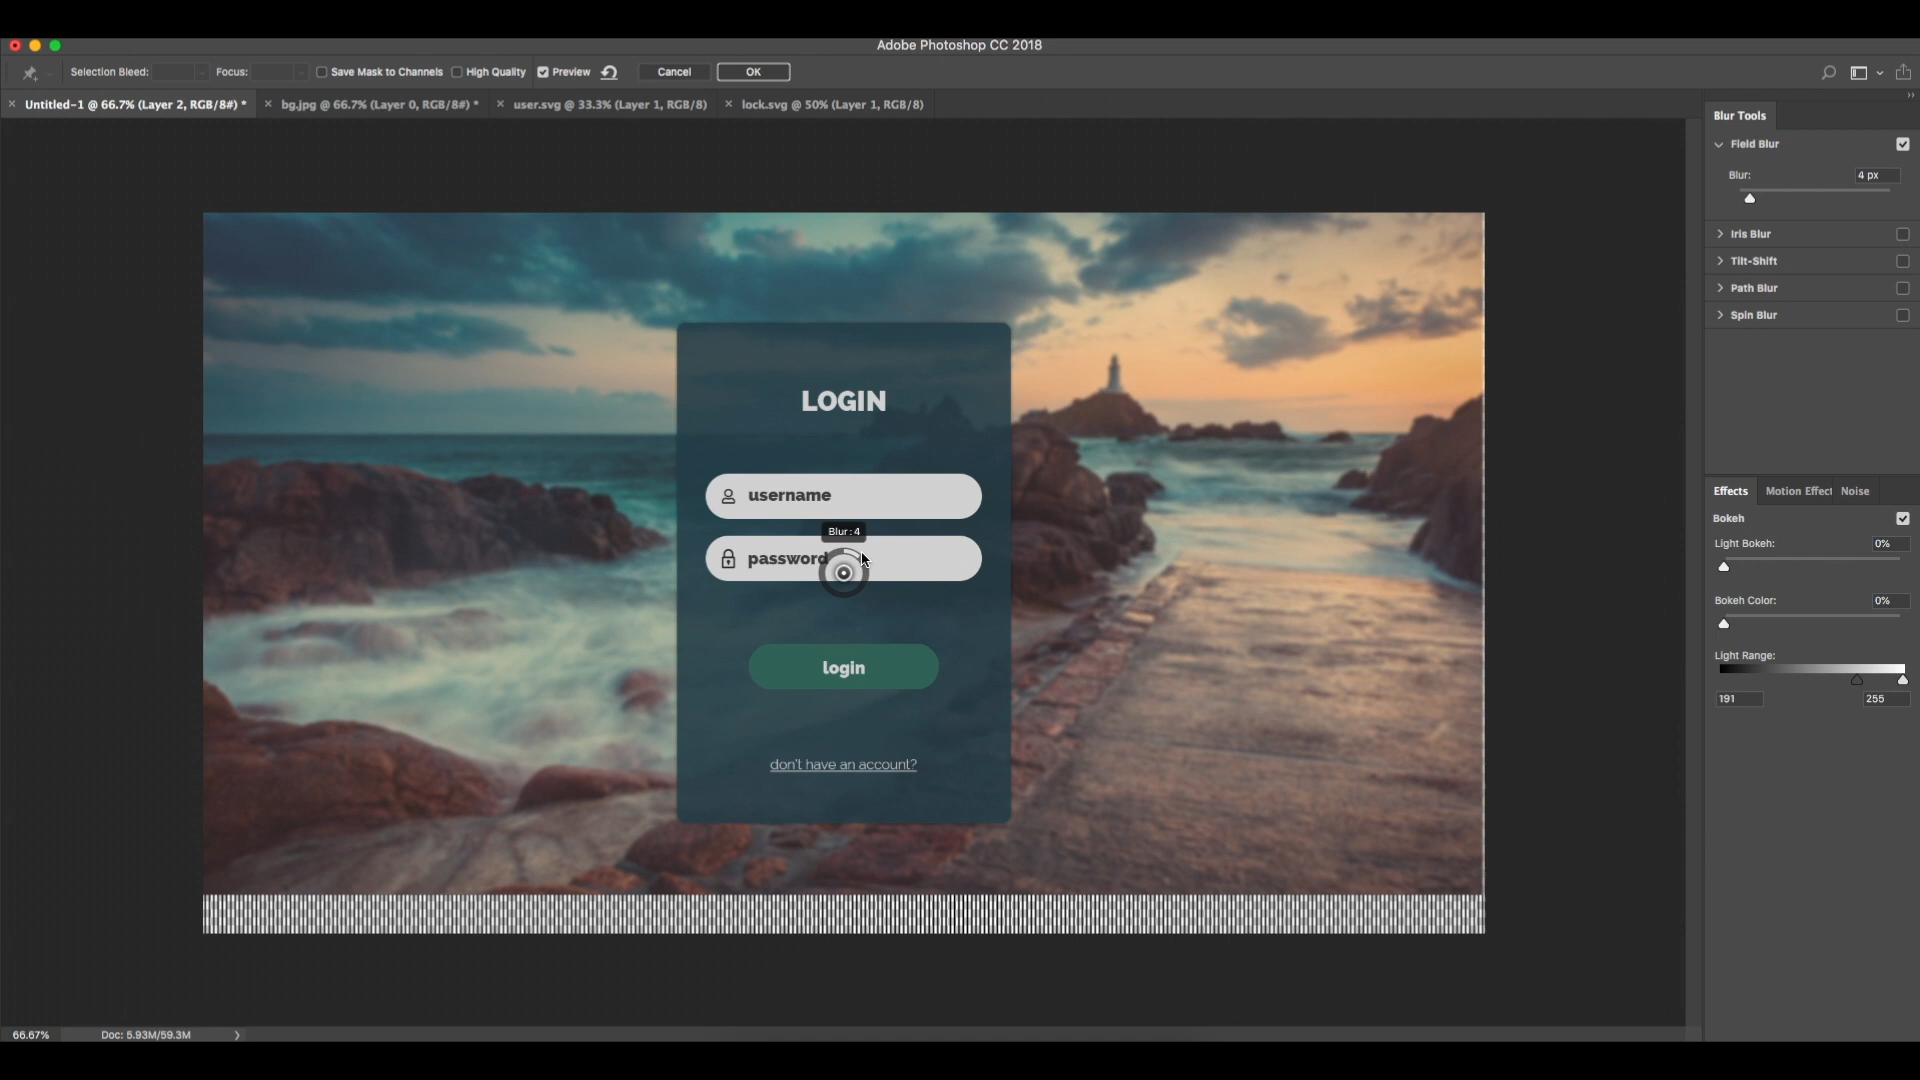 Adobe Photoshop CC 2018
Selection Bleed: Focus: Save Mask to Channels High Quality Preview Cancel OK
Untitled-1 @ 66.7% (Layer 2, RGB/8#) * bg.jpg @ 66.7% (Layer 0, RGB/8#) * user.svg @ 33.3% (Layer 1, RGB/8) lock.svg @ 50% (Layer 1, RGB/8)
Blur Tools
Field Blur
Blur: 4 px
Iris Blur
Tilt-Shift
Path Blur
Spin Blur
LOGIN
username
Blur: 4
password
login
don't have an account?
Effects Motion Effect Noise
Bokeh
Light Bokeh: 0%
Bokeh Color: 0%
Light Range:
191 255
66.67% Doc: 5.93M/59.3M